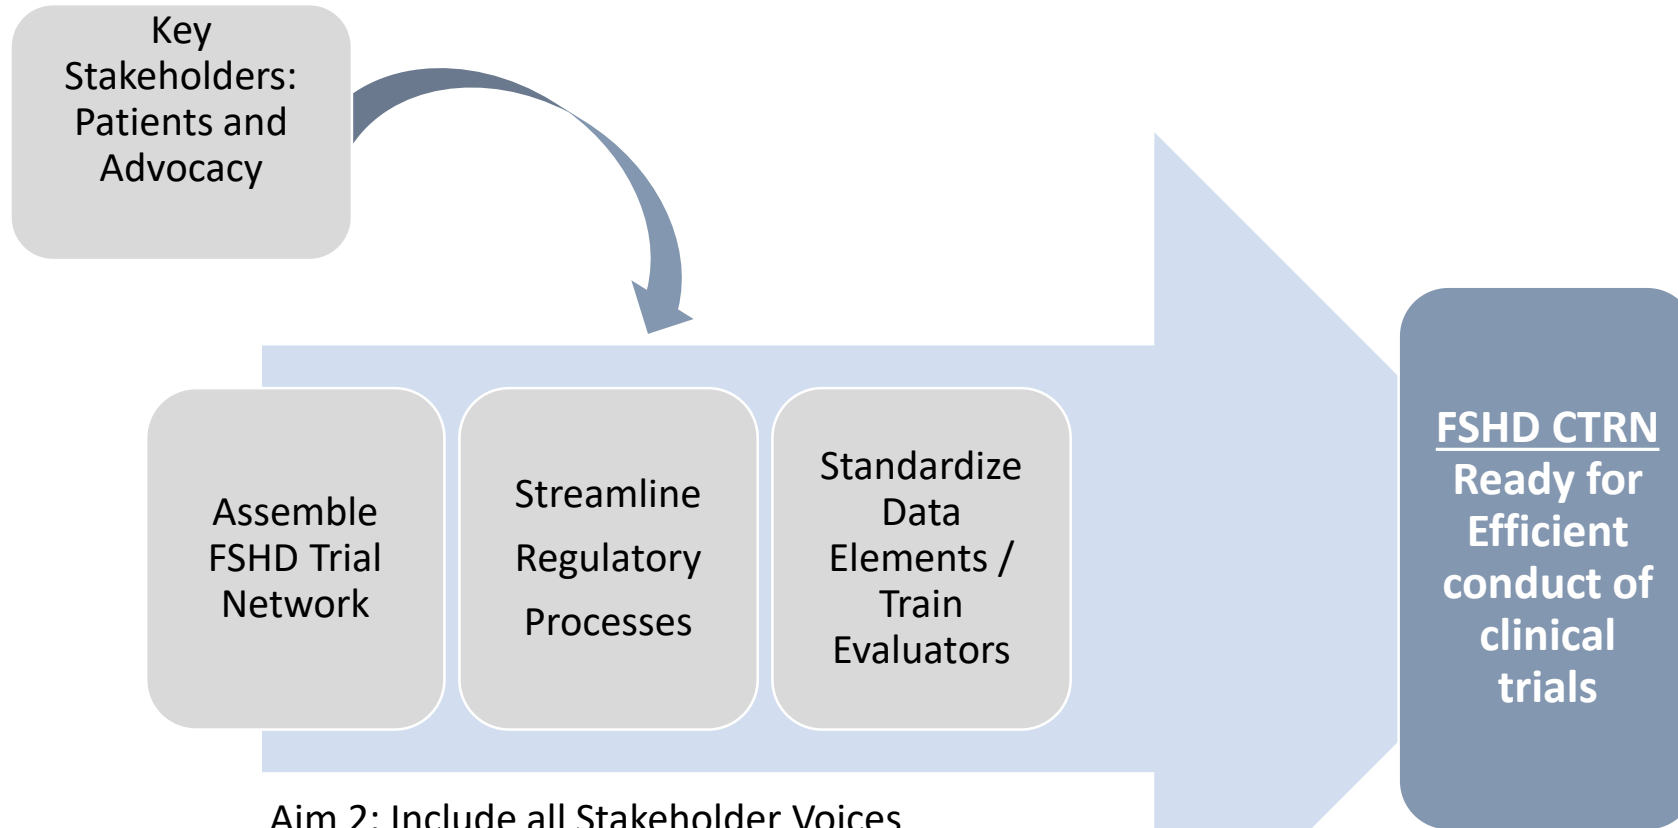 Key
Stakeholders:
Patients and
Advocacy
Assemble
FSHD Trial
Network
Streamline
Regulatory
Processes
Standardize
Data
Elements /
Train
Evaluators
FSHD CTRN
Ready for
Efficient
conduct of
clinical
trials
Aim 2: Include all Stakeholder Voices